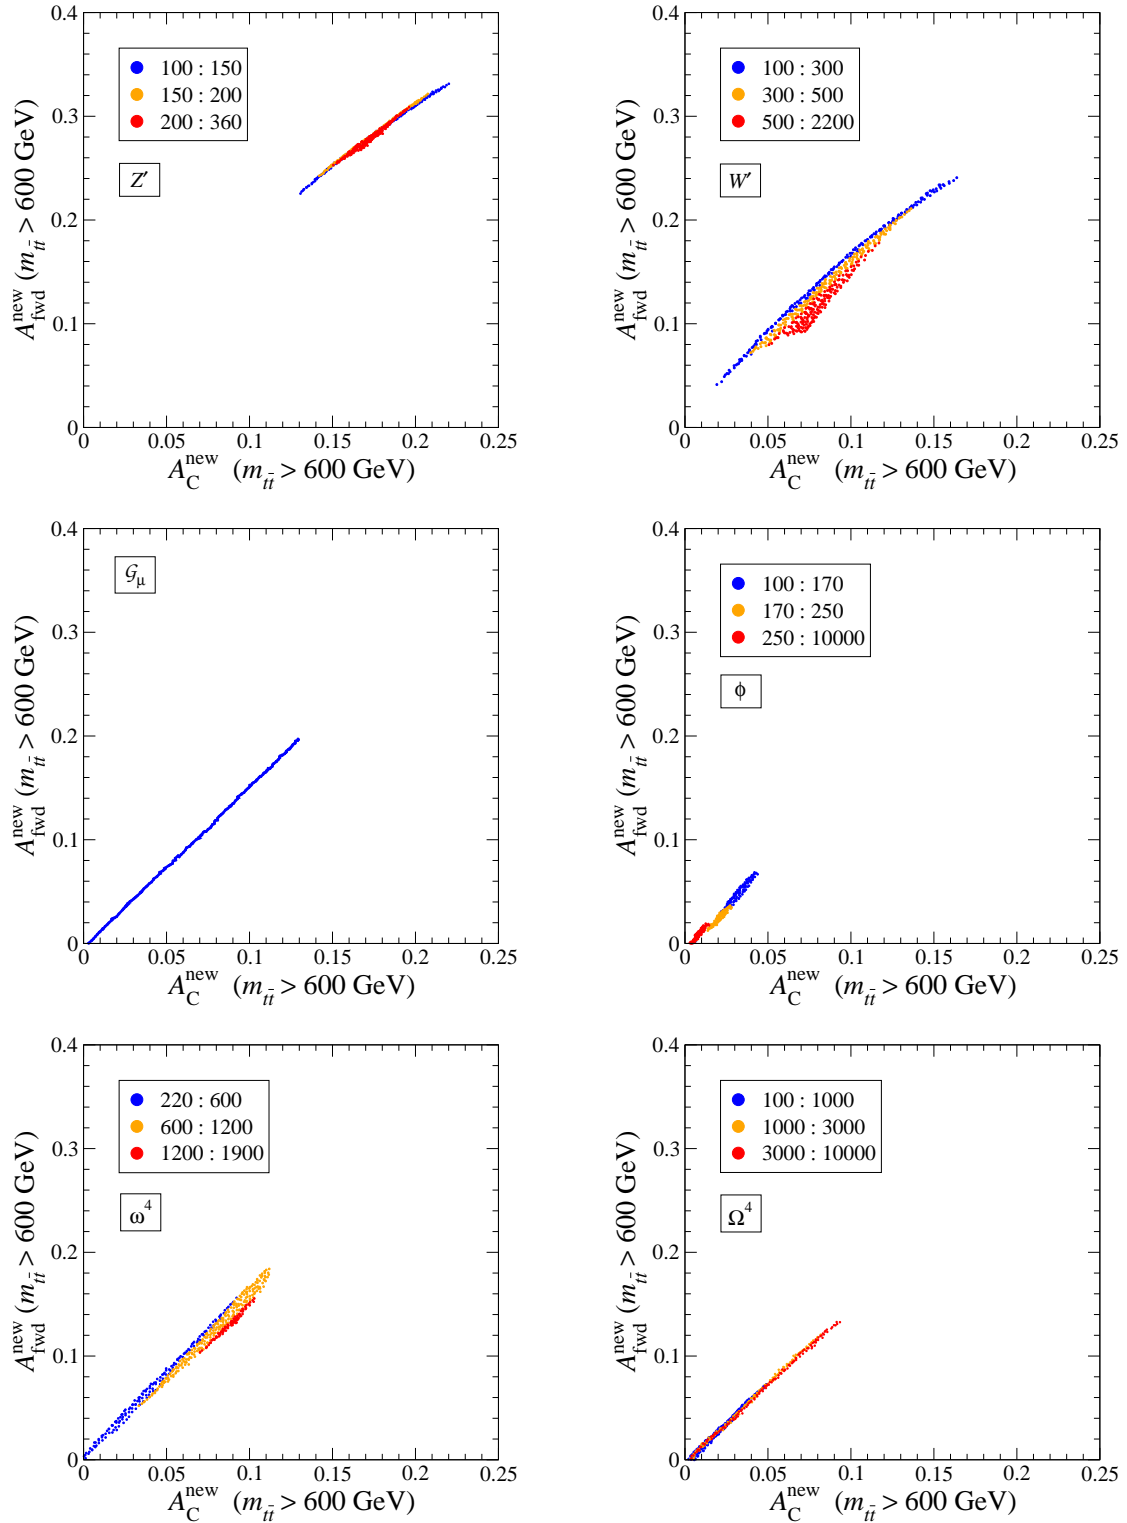 0.4
0.3
0.2
0.1
0
A_fwd^new (m_tt̄ > 600 GeV)
100 : 150
150 : 200
200 : 360
Z′
0 0.05 0.1 0.15 0.2 0.25
A_C^new (m_tt̄ > 600 GeV)
0.4
0.3
0.2
0.1
0
A_fwd^new (m_tt̄ > 600 GeV)
100 : 300
300 : 500
500 : 2200
W′
0 0.05 0.1 0.15 0.2 0.25
A_C^new (m_tt̄ > 600 GeV)
0.4
0.3
0.2
0.1
0
A_fwd^new (m_tt̄ > 600 GeV)
𝒢_μ
0 0.05 0.1 0.15 0.2 0.25
A_C^new (m_tt̄ > 600 GeV)
0.4
0.3
0.2
0.1
0
A_fwd^new (m_tt̄ > 600 GeV)
100 : 170
170 : 250
250 : 10000
ϕ
0 0.05 0.1 0.15 0.2 0.25
A_C^new (m_tt̄ > 600 GeV)
0.4
0.3
0.2
0.1
0
A_fwd^new (m_tt̄ > 600 GeV)
220 : 600
600 : 1200
1200 : 1900
ω⁴
0 0.05 0.1 0.15 0.2 0.25
A_C^new (m_tt̄ > 600 GeV)
0.4
0.3
0.2
0.1
0
A_fwd^new (m_tt̄ > 600 GeV)
100 : 1000
1000 : 3000
3000 : 10000
Ω⁴
0 0.05 0.1 0.15 0.2 0.25
A_C^new (m_tt̄ > 600 GeV)